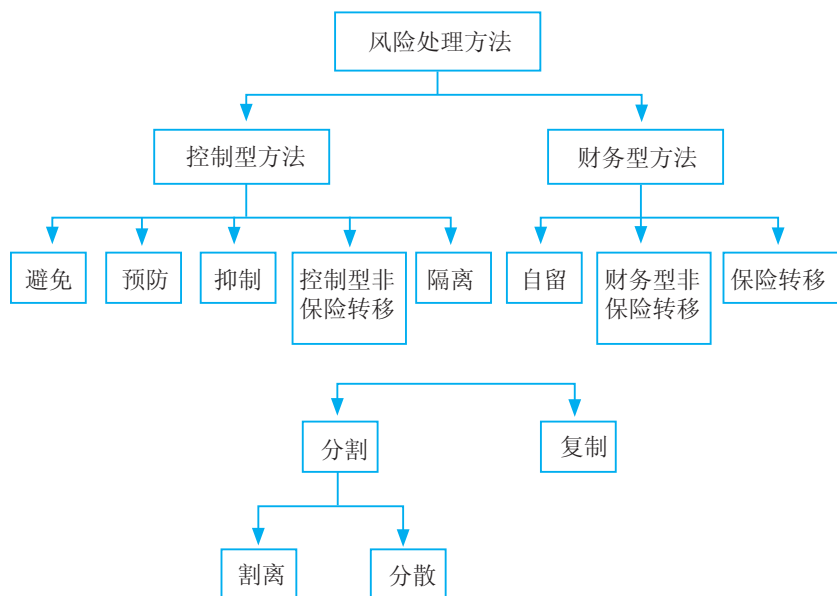 风险处理方法
控制型方法
财务型方法
避免
预防
抑制
控制型非
保险转移
隔离
自留
财务型非
保险转移
保险转移
分割
复制
割离
分散